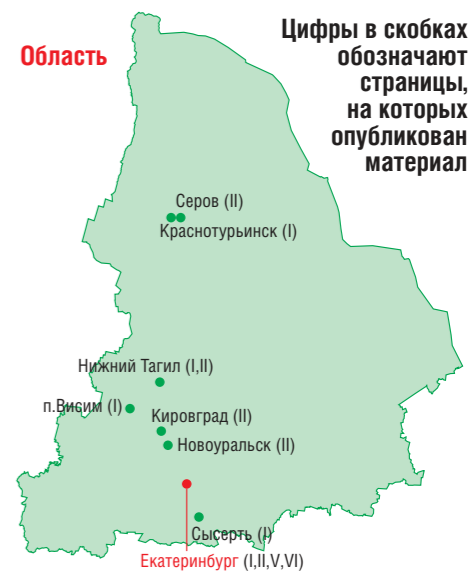 Область
Цифры в скобках
обозначают
страницы,
на которых
опубликован
материал
Серов (II)
Краснотурьинск (I)
Нижний Тагил (I,II)
п.Висим (I)
Кировград (II)
Новоуральск (II)
Сысерть (I)
Екатеринбург (I,II,V,VI)